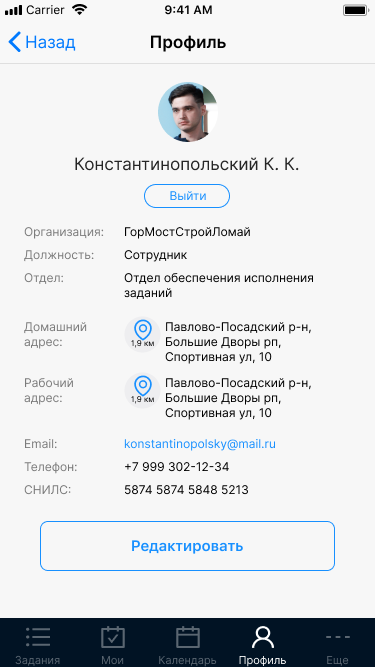 Carrier 9:41 AM
Назад Профиль
Константинопольский К. К.
Выйти
Организация: ГорМостСтройЛомай
Должность: Сотрудник
Отдел: Отдел обеспечения исполнения
заданий
Домашний
адрес:
1,9 км
Павлово-Посадский р-н,
Большие Дворы рп,
Спортивная ул, 10
Рабочий
адрес:
1,9 км
Павлово-Посадский р-н,
Большие Дворы рп,
Спортивная ул, 10
Email: konstantinopolsky@mail.ru
Телефон: +7 999 302-12-34
СНИЛС: 5874 5874 5848 5213
Редактировать
Задания Мои Календарь Профиль Еще